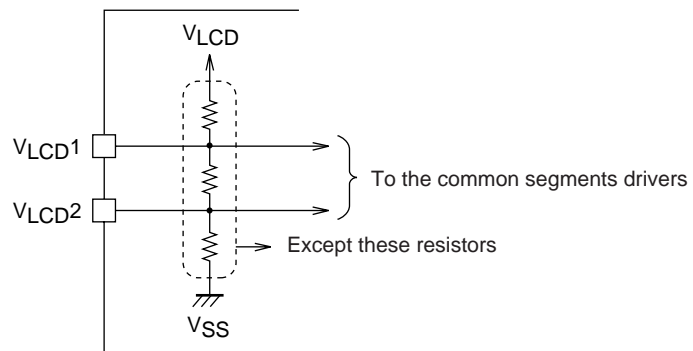 VLCD
VLCD1
To the common segments drivers
VLCD2
Except these resistors
VSS